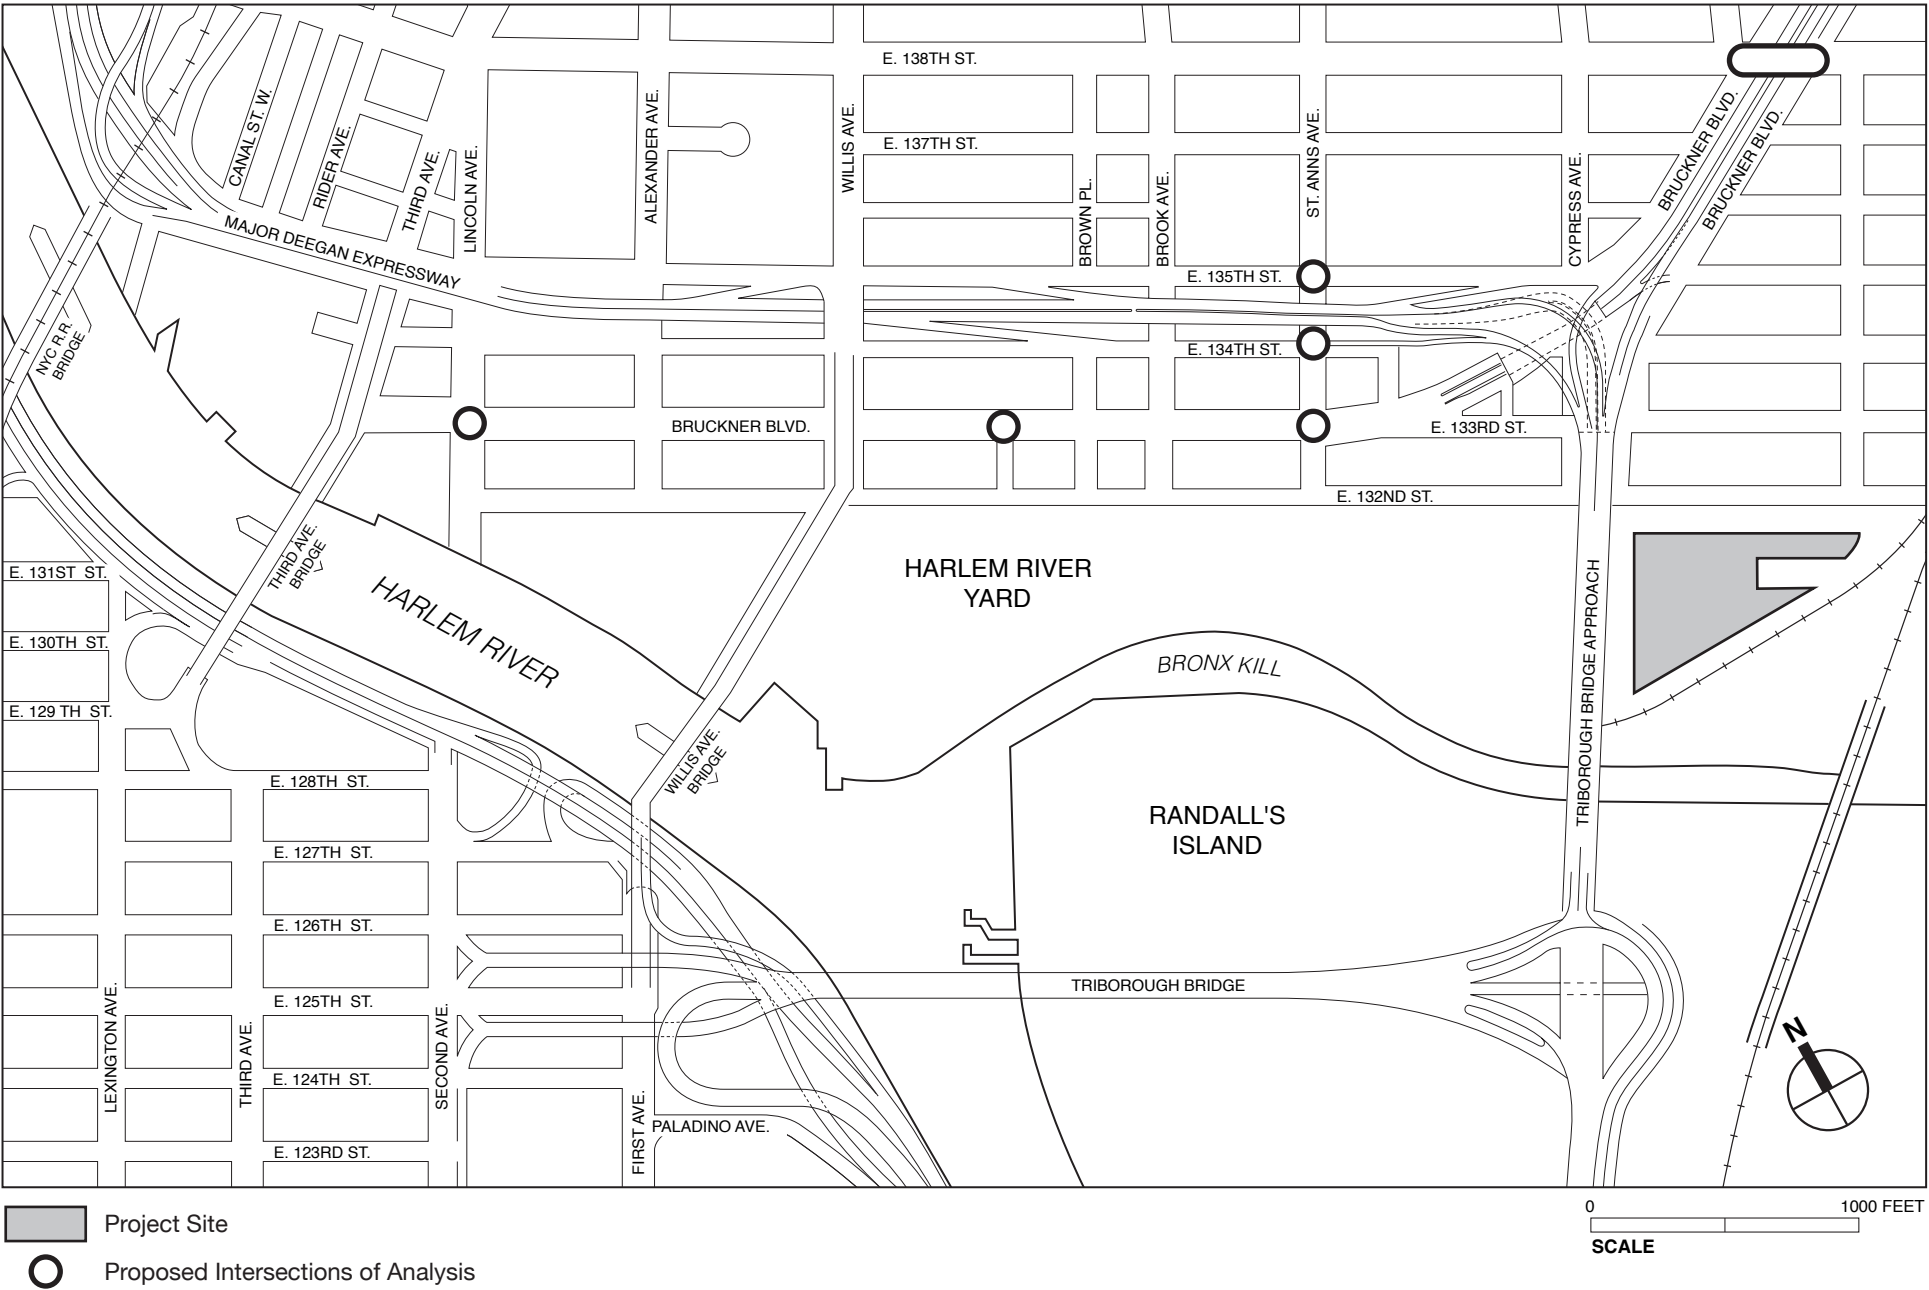 E. 138TH ST.
E. 137TH ST.
CANAL ST. W.
RIDER AVE.
THIRD AVE.
LINCOLN AVE.
ALEXANDER AVE.
WILLIS AVE.
BROWN PL.
BROOK AVE.
ST. ANNS AVE.
CYPRESS AVE.
BRUCKNER BLVD.
BRUCKNER BLVD.
MAJOR DEEGAN EXPRESSWAY
E. 135TH ST.
E. 134TH ST.
NYC R.R.
BRIDGE
BRUCKNER BLVD.
E. 133RD ST.
E. 132ND ST.
THIRD AVE.
BRIDGE
HARLEM RIVER
HARLEM RIVER
YARD
BRONX KILL
TRIBOROUGH BRIDGE APPROACH
E. 131ST ST.
E. 130TH ST.
E. 129 TH ST.
WILLIS AVE.
BRIDGE
E. 128TH ST.
RANDALL'S
ISLAND
E. 127TH ST.
E. 126TH ST.
E. 125TH ST.
TRIBOROUGH BRIDGE
LEXINGTON AVE.
THIRD AVE.
SECOND AVE.
FIRST AVE.
E. 124TH ST.
PALADINO AVE.
E. 123RD ST.
N
0 1000 FEET
SCALE
Project Site
Proposed Intersections of Analysis